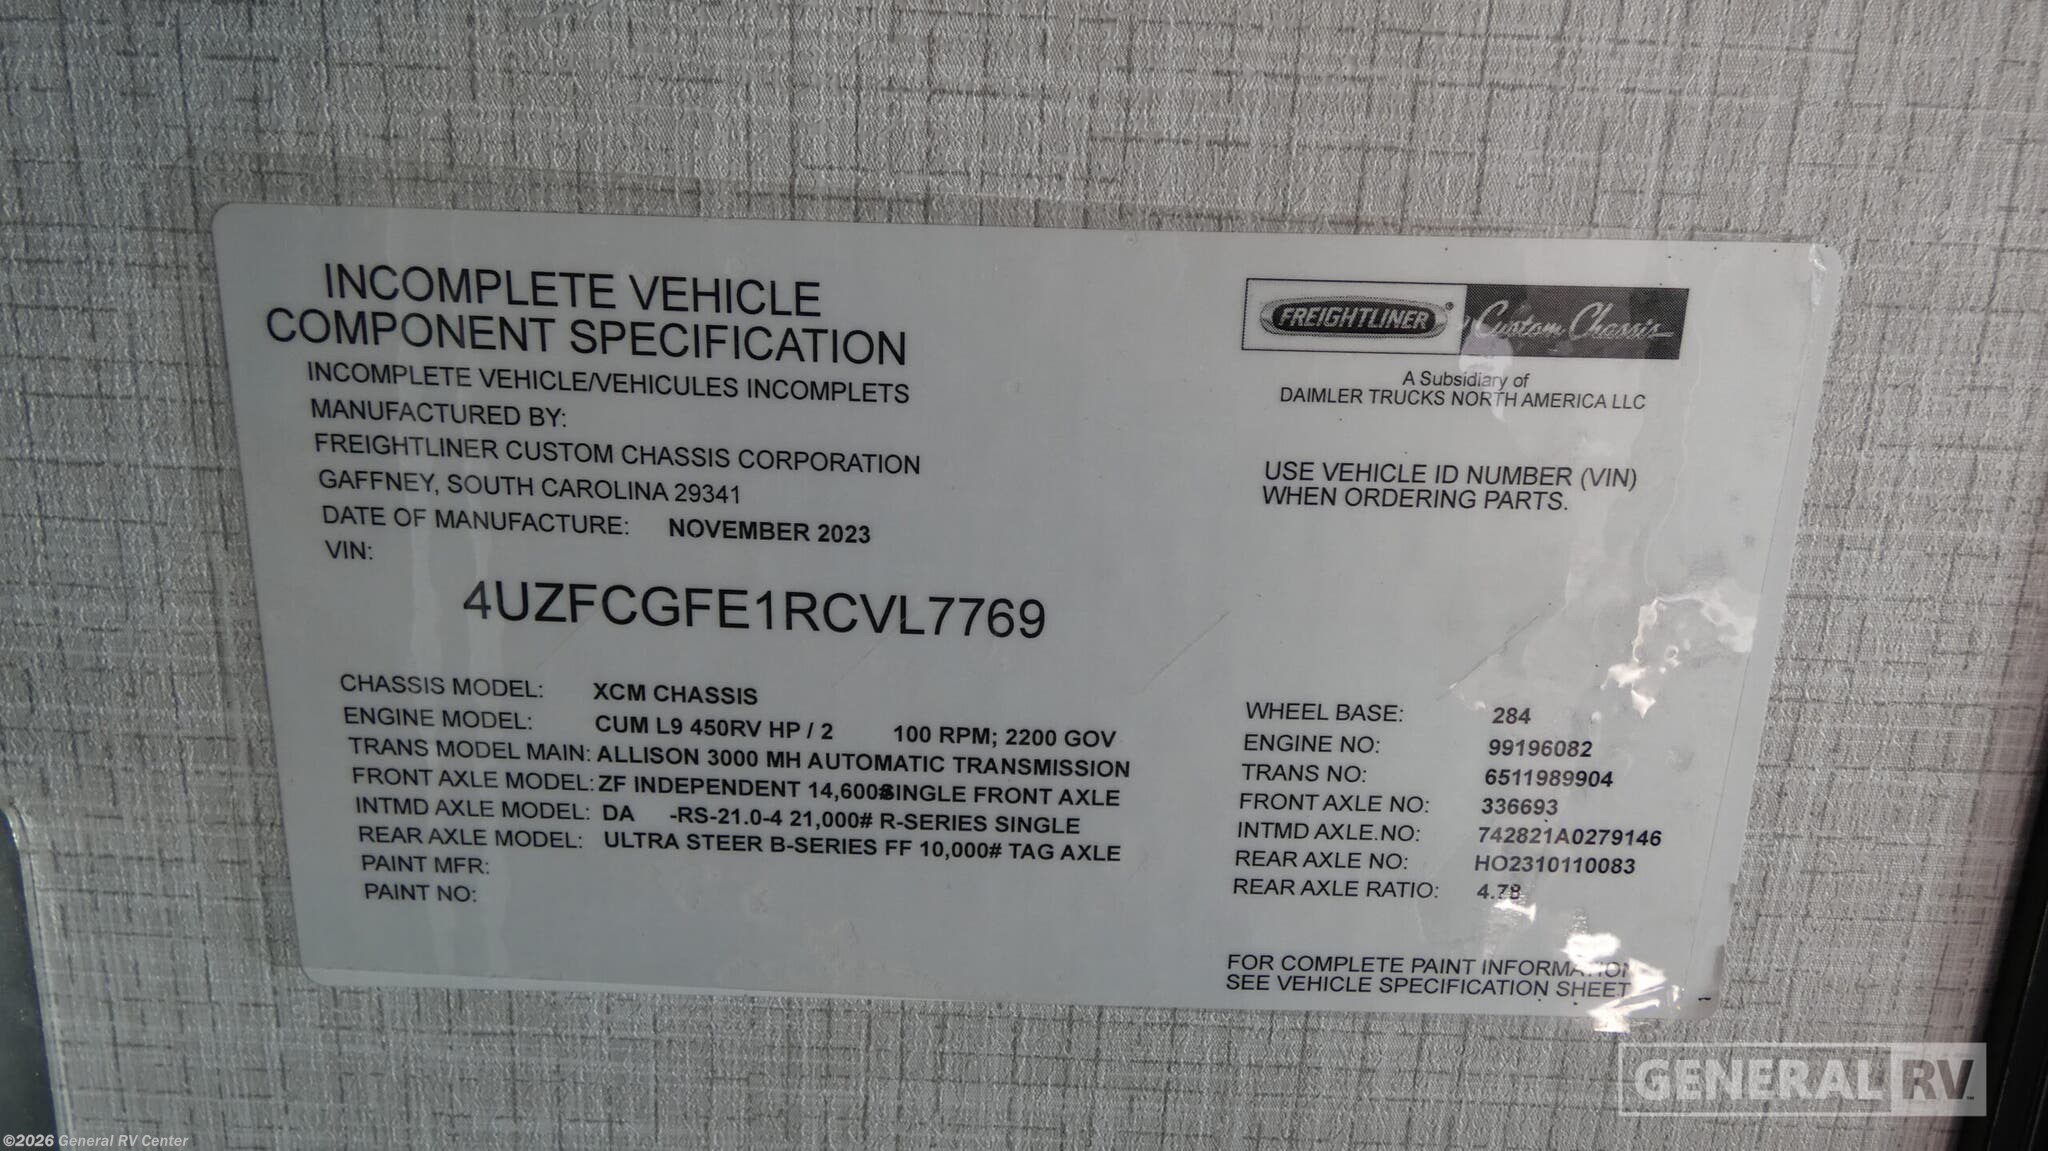 INCOMPLETE VEHICLE
COMPONENT SPECIFICATION
INCOMPLETE VEHICLE/VEHICULES INCOMPLETS
MANUFACTURED BY:
FREIGHTLINER CUSTOM CHASSIS CORPORATION
GAFFNEY, SOUTH CAROLINA 29341
DATE OF MANUFACTURE: NOVEMBER 2023
VIN:
4UZFCGFE1RCVL7769
FREIGHTLINER® Custom Chassis
A Subsidiary of
DAIMLER TRUCKS NORTH AMERICA LLC
USE VEHICLE ID NUMBER (VIN)
WHEN ORDERING PARTS.
CHASSIS MODEL: XCM CHASSIS
ENGINE MODEL: CUM L9 450RV HP / 2 100 RPM; 2200 GOV
TRANS MODEL MAIN: ALLISON 3000 MH AUTOMATIC TRANSMISSION
FRONT AXLE MODEL: ZF INDEPENDENT 14,600# SINGLE FRONT AXLE
INTMD AXLE MODEL: DA -RS-21.0-4 21,000# R-SERIES SINGLE
REAR AXLE MODEL: ULTRA STEER B-SERIES FF 10,000# TAG AXLE
PAINT MFR:
PAINT NO:
WHEEL BASE: 284
ENGINE NO: 99196082
TRANS NO: 6511989904
FRONT AXLE NO: 336693
INTMD AXLE.NO: 742821A0279146
REAR AXLE NO: HO2310110083
REAR AXLE RATIO: 4.78
FOR COMPLETE PAINT INFORMATION
SEE VEHICLE SPECIFICATION SHEET
GENERAL RV™
©2026 General RV Center